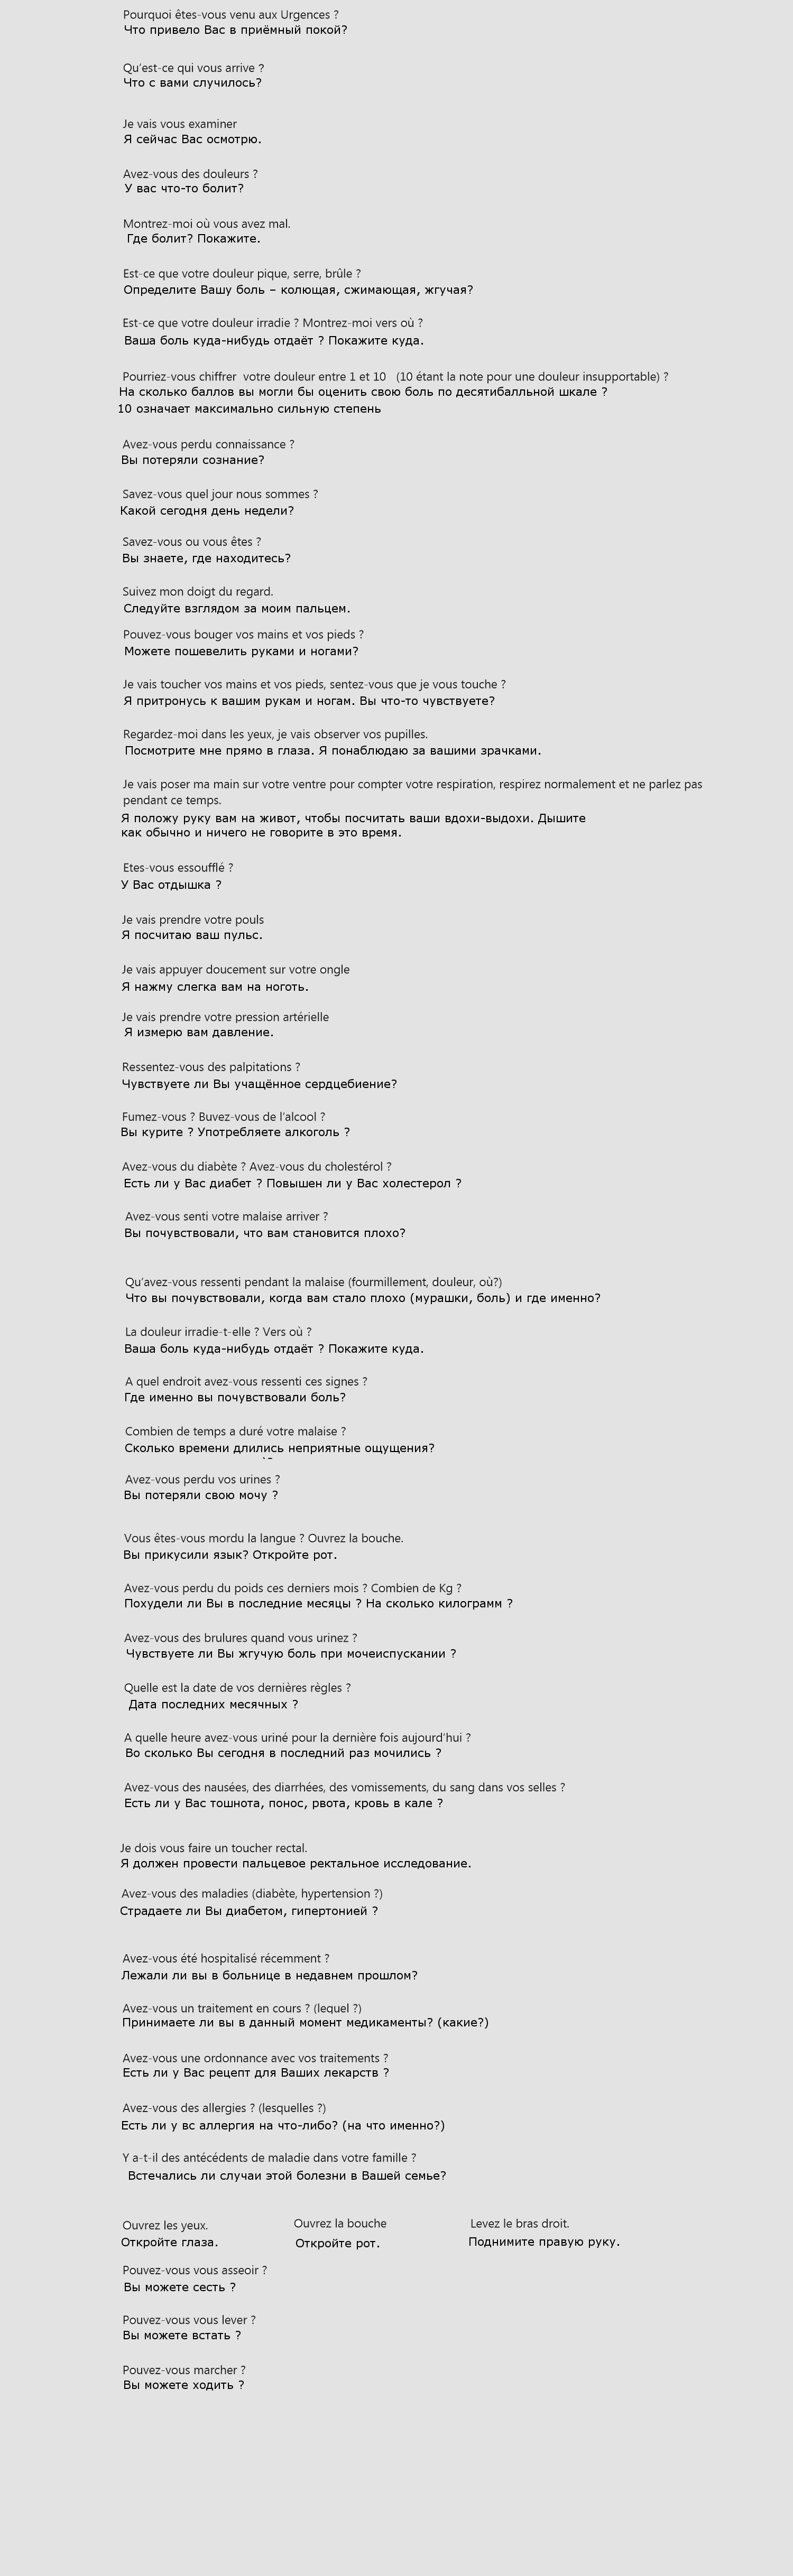 Pourquoi êtes-vous venu aux Urgences ?
Что привело Вас в приёмный покой?
Qu'est-ce qui vous arrive ?
Что с вами случилось?
Je vais vous examiner
Я сейчас Вас осмотрю.
Avez-vous des douleurs ?
У вас что-то болит?
Montrez-moi où vous avez mal.
Где болит? Покажите.
Est-ce que votre douleur pique, serre, brûle ?
Определите Вашу боль – колющая, сжимающая, жгучая?
Est-ce que votre douleur irradie ? Montrez-moi vers où ?
Ваша боль куда-нибудь отдаёт ? Покажите куда.
Pourriez-vous chiffrer votre douleur entre 1 et 10 (10 étant la note pour une douleur insupportable) ?
На сколько баллов вы могли бы оценить свою боль по десятибалльной шкале ?
10 означает максимально сильную степень
Avez-vous perdu connaissance ?
Вы потеряли сознание?
Savez-vous quel jour nous sommes ?
Какой сегодня день недели?
Savez-vous ou vous êtes ?
Вы знаете, где находитесь?
Suivez mon doigt du regard.
Следуйте взглядом за моим пальцем.
Pouvez-vous bouger vos mains et vos pieds ?
Можете пошевелить руками и ногами?
Je vais toucher vos mains et vos pieds, sentez-vous que je vous touche ?
Я притронусь к вашим рукам и ногам. Вы что-то чувствуете?
Regardez-moi dans les yeux, je vais observer vos pupilles.
Посмотрите мне прямо в глаза. Я понаблюдаю за вашими зрачками.
Je vais poser ma main sur votre ventre pour compter votre respiration, respirez normalement et ne parlez pas
pendant ce temps.
Я положу руку вам на живот, чтобы посчитать ваши вдохи-выдохи. Дышите
как обычно и ничего не говорите в это время.
Etes-vous essoufflé ?
У Вас отдышка ?
Je vais prendre votre pouls
Я посчитаю ваш пульс.
Je vais appuyer doucement sur votre ongle
Я нажму слегка вам на ноготь.
Je vais prendre votre pression artérielle
Я измерю вам давление.
Ressentez-vous des palpitations ?
Чувствуете ли Вы учащённое сердцебиение?
Fumez-vous ? Buvez-vous de l'alcool ?
Вы курите ? Употребляете алкоголь ?
Avez-vous du diabète ? Avez-vous du cholestérol ?
Есть ли у Вас диабет ? Повышен ли у Вас холестерол ?
Avez-vous senti votre malaise arriver ?
Вы почувствовали, что вам становится плохо?
Qu'avez-vous ressenti pendant la malaise (fourmillement, douleur, où?)
Что вы почувствовали, когда вам стало плохо (мурашки, боль) и где именно?
La douleur irradie-t-elle ? Vers où ?
Ваша боль куда-нибудь отдаёт ? Покажите куда.
A quel endroit avez-vous ressenti ces signes ?
Где именно вы почувствовали боль?
Combien de temps a duré votre malaise ?
Сколько времени длились неприятные ощущения?
Avez-vous perdu vos urines ?
Вы потеряли свою мочу ?
Vous êtes-vous mordu la langue ? Ouvrez la bouche.
Вы прикусили язык? Откройте рот.
Avez-vous perdu du poids ces derniers mois ? Combien de Kg ?
Похудели ли Вы в последние месяцы ? На сколько килограмм ?
Avez-vous des brulures quand vous urinez ?
Чувствуете ли Вы жгучую боль при мочеиспускании ?
Quelle est la date de vos dernières règles ?
Дата последних месячных ?
A quelle heure avez-vous uriné pour la dernière fois aujourd'hui ?
Во сколько Вы сегодня в последний раз мочились ?
Avez-vous des nausées, des diarrhées, des vomissements, du sang dans vos selles ?
Есть ли у Вас тошнота, понос, рвота, кровь в кале ?
Je dois vous faire un toucher rectal.
Я должен провести пальцевое ректальное исследование.
Avez-vous des maladies (diabète, hypertension ?)
Страдаете ли Вы диабетом, гипертонией ?
Avez-vous été hospitalisé récemment ?
Лежали ли вы в больнице в недавнем прошлом?
Avez-vous un traitement en cours ? (lequel ?)
Принимаете ли вы в данный момент медикаменты? (какие?)
Avez-vous une ordonnance avec vos traitements ?
Есть ли у Вас рецепт для Ваших лекарств ?
Avez-vous des allergies ? (lesquelles ?)
Есть ли у вс аллергия на что-либо? (на что именно?)
Y a-t-il des antécédents de maladie dans votre famille ?
Встечались ли случаи этой болезни в Вашей семье?
Ouvrez les yeux. Ouvrez la bouche Levez le bras droit.
Откройте глаза. Откройте рот. Поднимите правую руку.
Pouvez-vous vous asseoir ?
Вы можете сесть ?
Pouvez-vous vous lever ?
Вы можете встать ?
Pouvez-vous marcher ?
Вы можете ходить ?